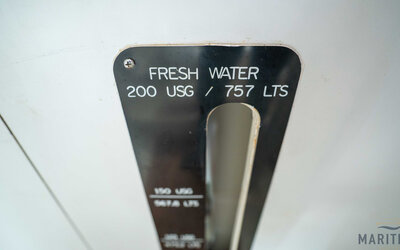 FRESH WATER
200 USG / 757 LTS
150 USG
567.8 LTS